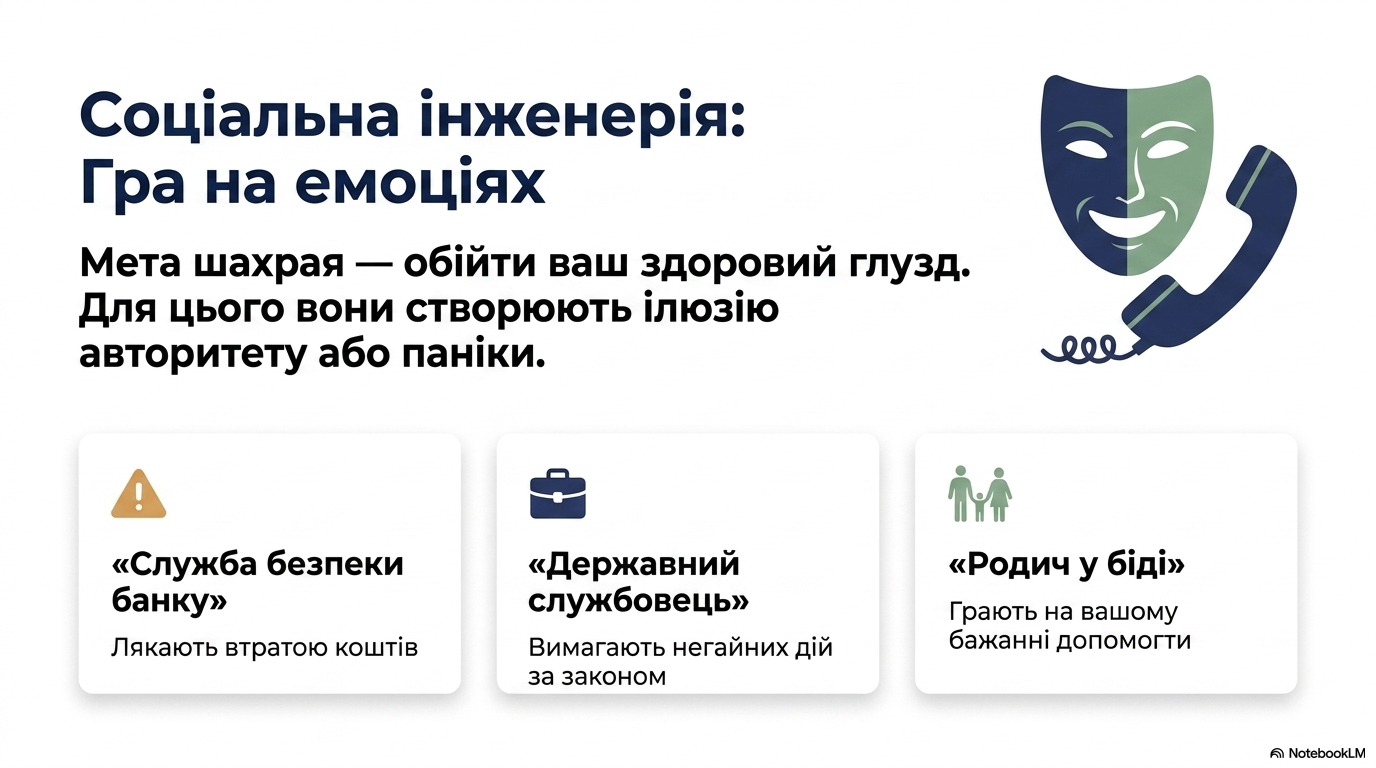 Соціальна інженерія:
Гра на емоціях
Мета шахрая — обійти ваш здоровий глузд.
Для цього вони створюють ілюзію
авторитету або паніки.
«Служба безпеки
банку»
Лякають втратою коштів
«Державний
службовець»
Вимагають негайних дій
за законом
«Родич у біді»
Грають на вашому
бажанні допомогти
NotebookLM